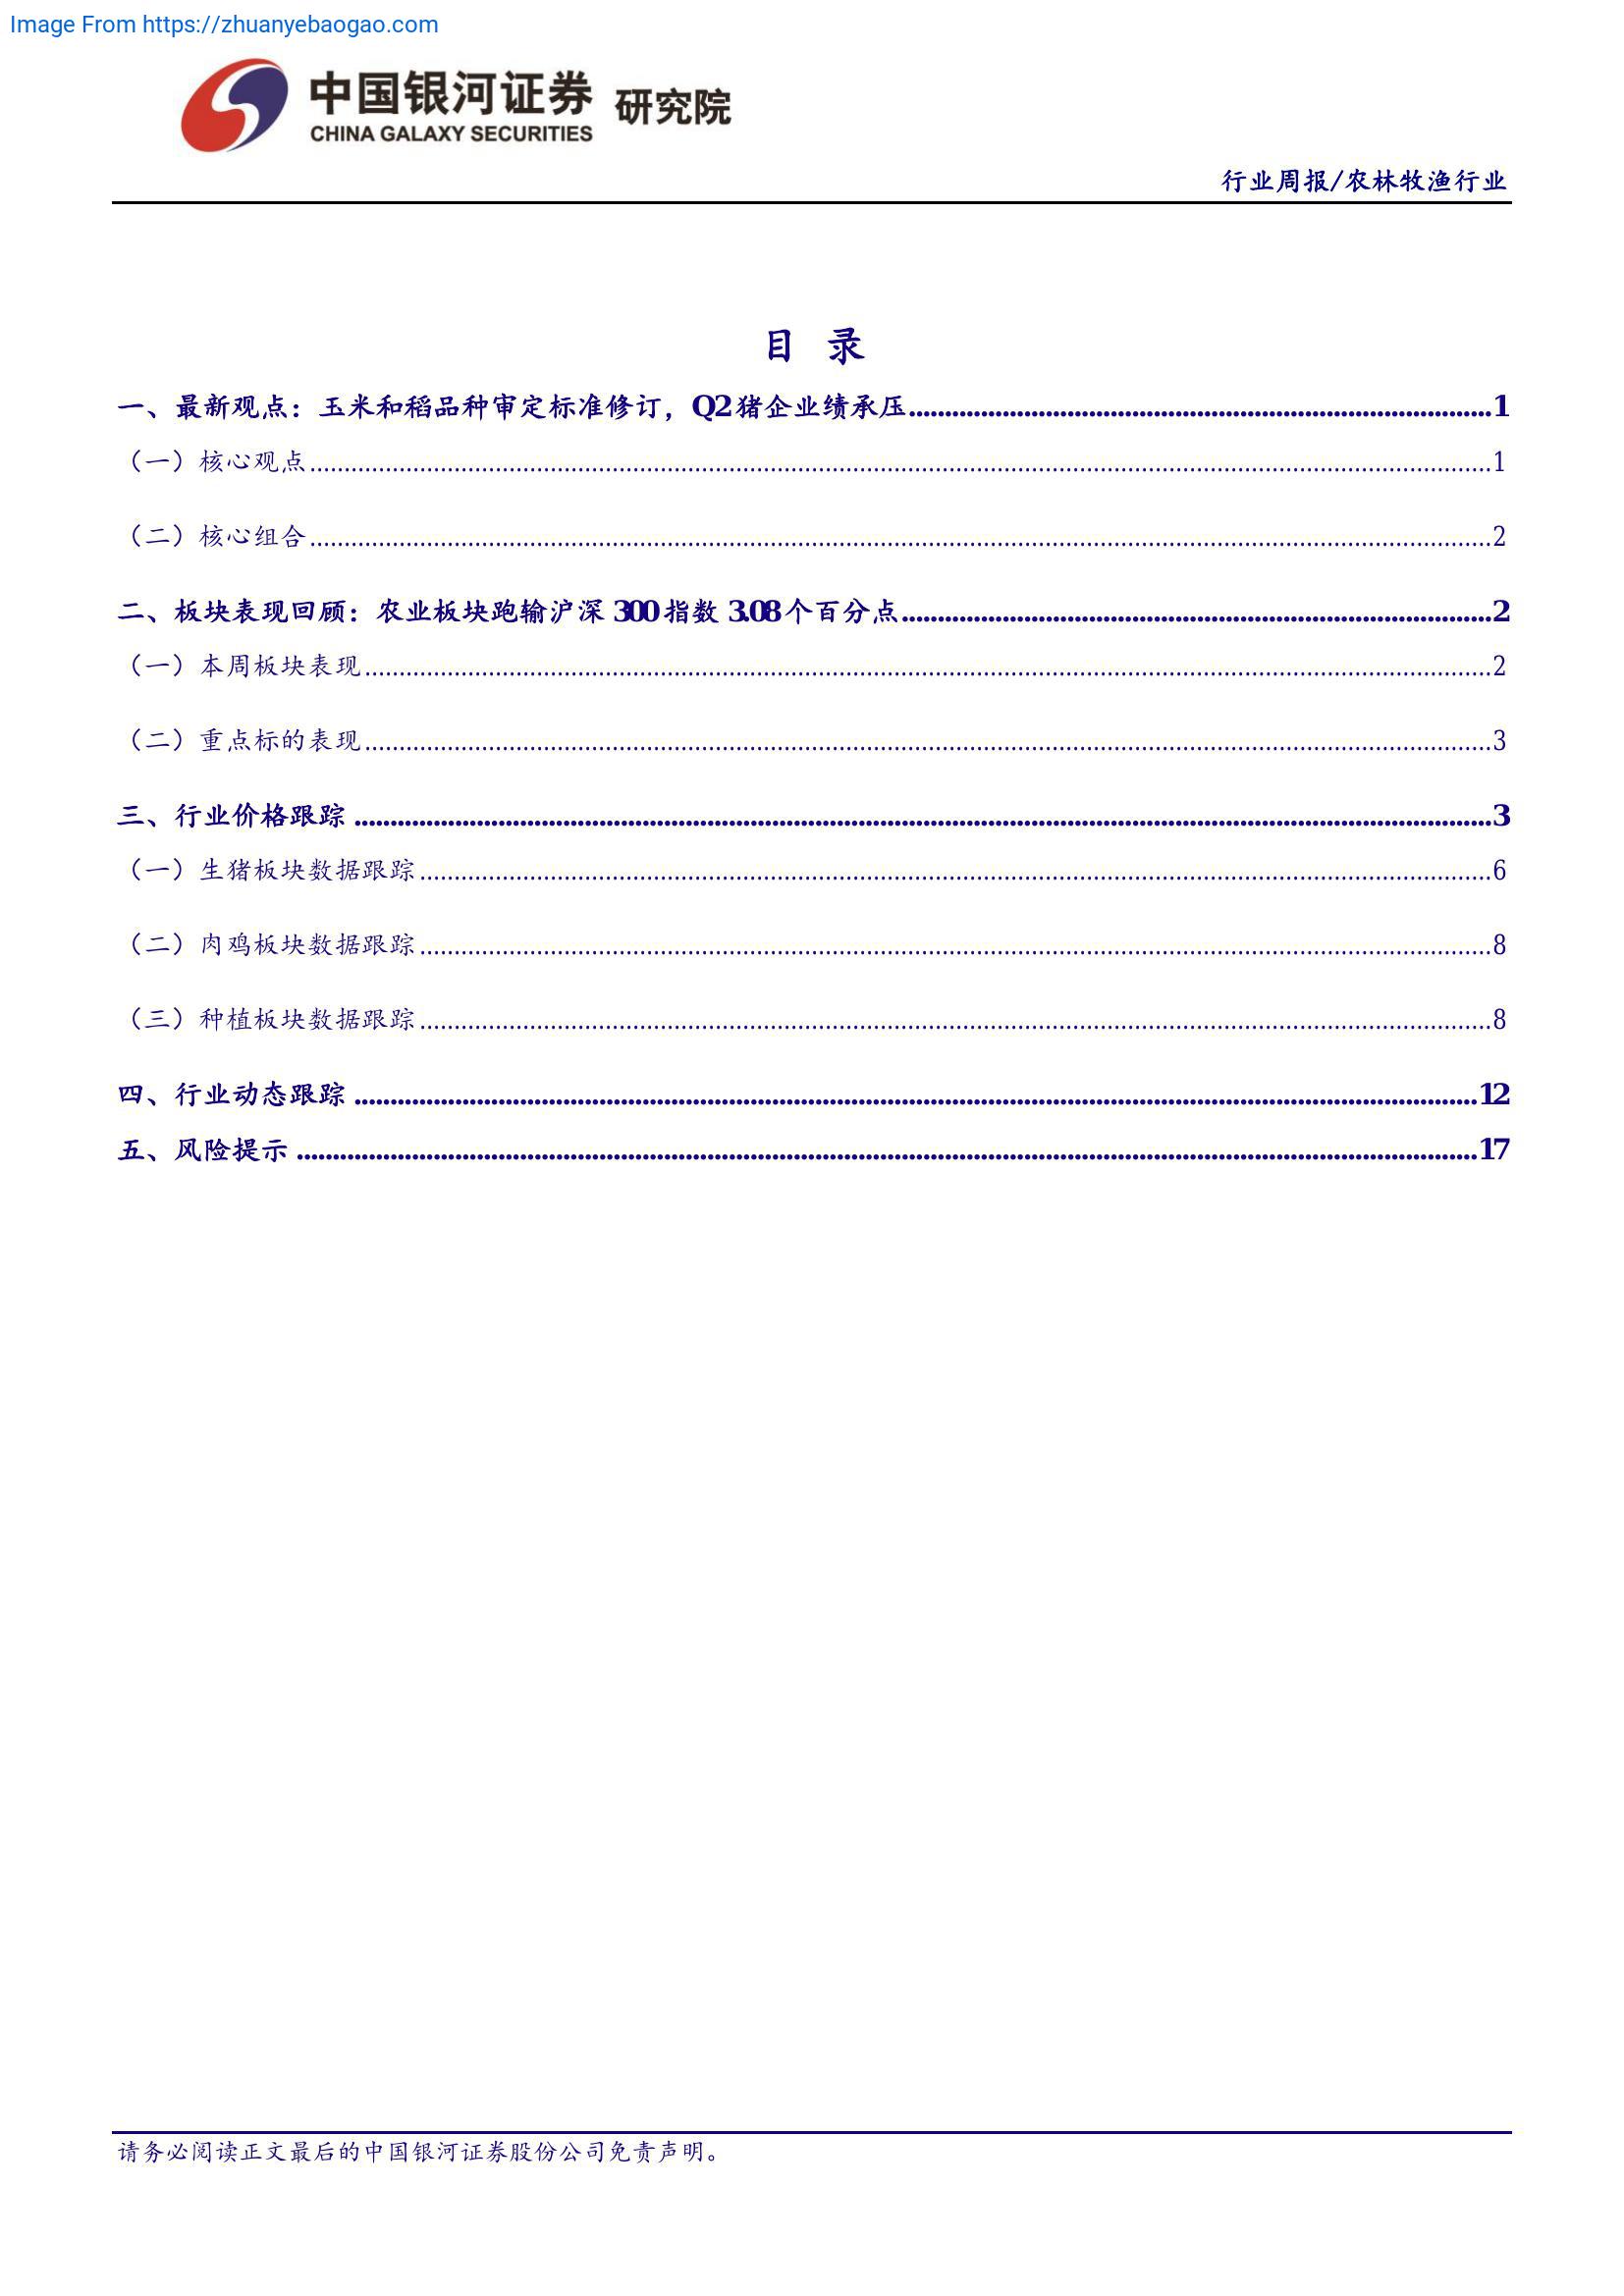 Image From https://zhuanyebaogao.com
中国银河证券 研究院
CHINA GALAXY SECURITIES
行业周报/农林牧渔行业
目 录
一、最新观点：玉米和稻品种审定标准修订，Q2猪企业绩承压........................1
（一）核心观点........................1
（二）核心组合........................2
二、板块表现回顾：农业板块跑输沪深 300 指数 3.08 个百分点........................2
（一）本周板块表现........................2
（二）重点标的表现........................3
三、行业价格跟踪........................3
（一）生猪板块数据跟踪........................6
（二）肉鸡板块数据跟踪........................8
（三）种植板块数据跟踪........................8
四、行业动态跟踪........................12
五、风险提示........................17
请务必阅读正文最后的中国银河证券股份公司免责声明。